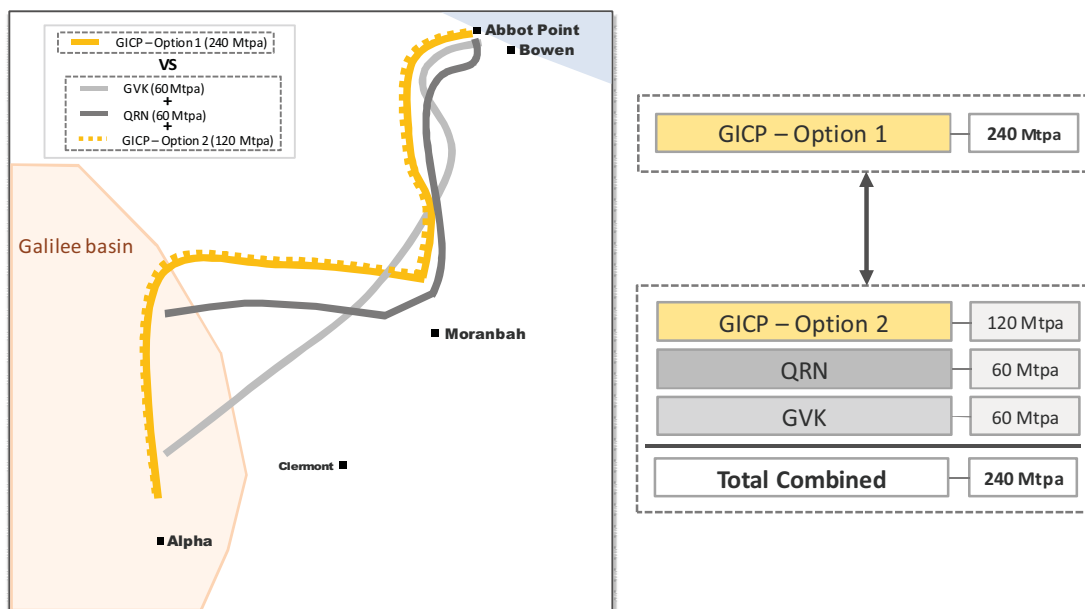 GICP – Option 1 (240 Mtpa)
VS
GVK (60 Mtpa)
+
QRN (60 Mtpa)
+
GICP – Option 2 (120 Mtpa)
Abbot Point
Bowen
Galilee basin
Moranbah
Clermont
Alpha
GICP – Option 1
240 Mtpa
GICP – Option 2
120 Mtpa
QRN
60 Mtpa
GVK
60 Mtpa
Total Combined
240 Mtpa